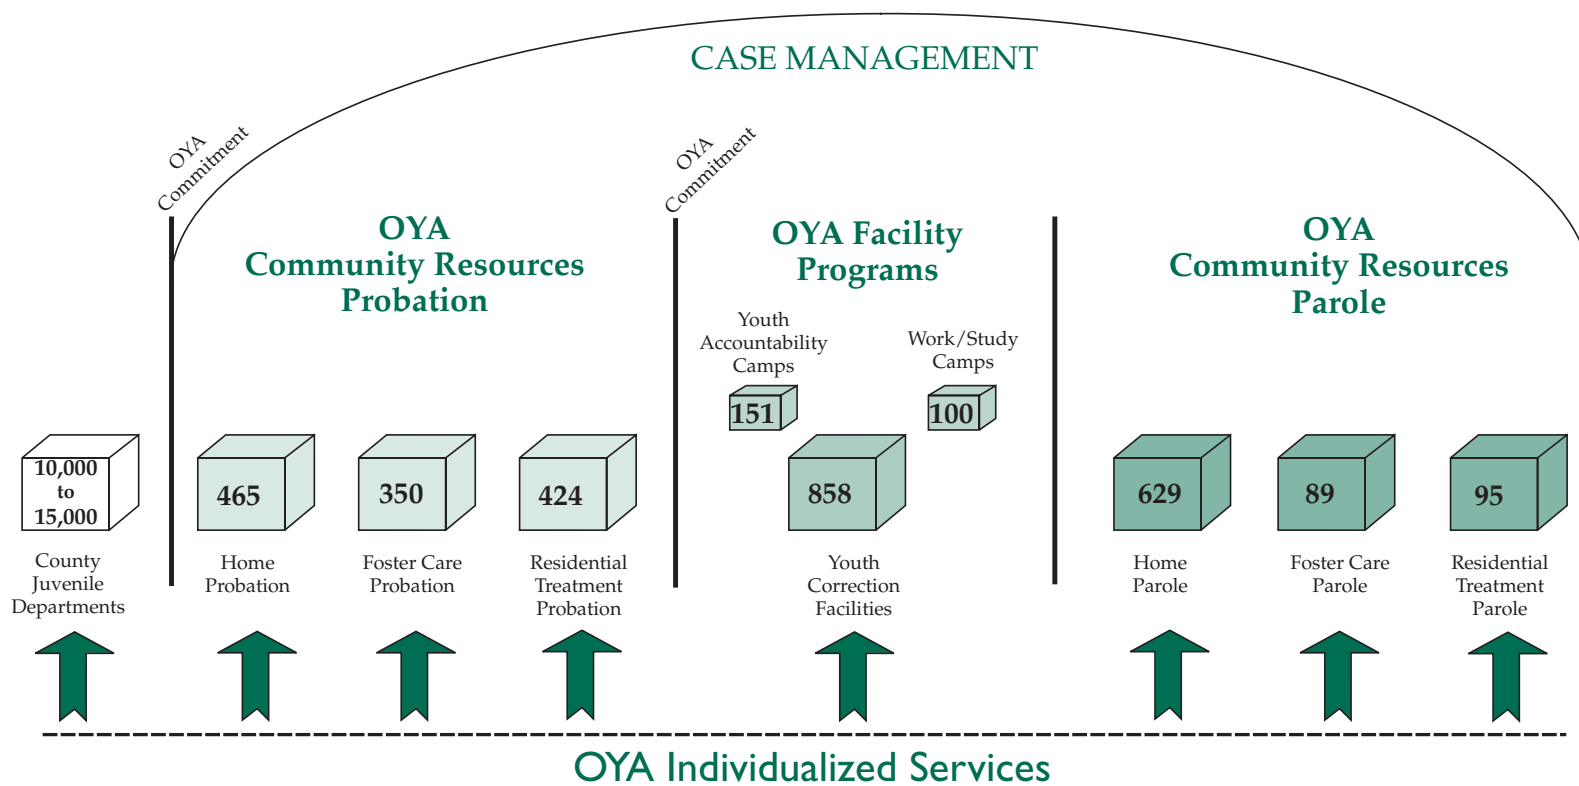 CASE MANAGEMENT
OYA
Commitment
OYA
Commitment
OYA
Community Resources
Probation
OYA Facility
Programs
OYA
Community Resources
Parole
Youth
Accountability
Camps
Work/Study
Camps
151
100
10,000
to
15,000
465
350
424
858
629
89
95
County
Juvenile
Departments
Home
Probation
Foster Care
Probation
Residential
Treatment
Probation
Youth
Correction
Facilities
Home
Parole
Foster Care
Parole
Residential
Treatment
Parole
OYA Individualized Services